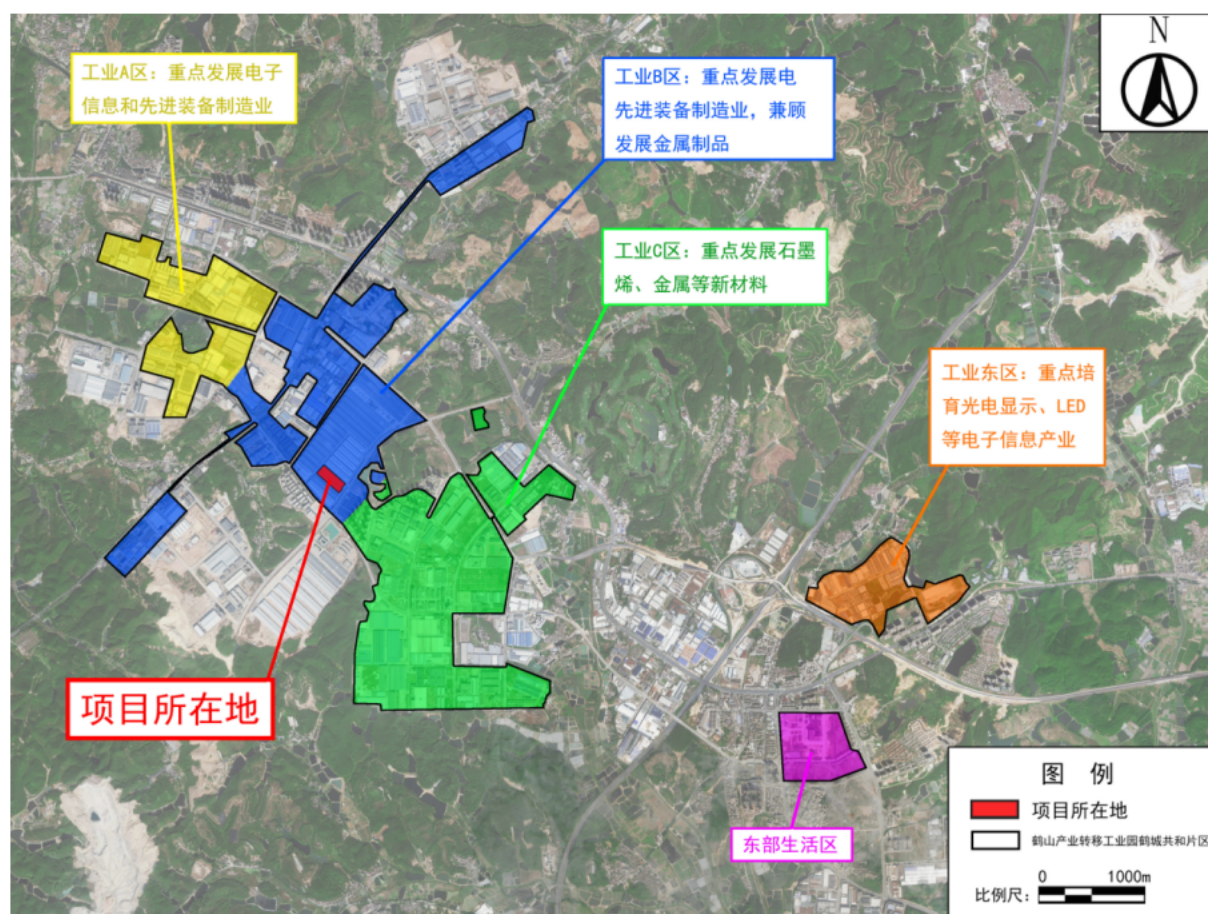 N
工业A区：重点发展电子
信息和先进装备制造业
工业B区：重点发展电
先进装备制造业，兼顾
发展金属制品
工业C区：重点发展石墨
烯、金属等新材料
工业东区：重点培
育光电显示、LED
等电子信息产业
项目所在地
东部生活区
图 例
项目所在地
鹤山产业转移工业园鹤城共和片区
比例尺：
0 1000m